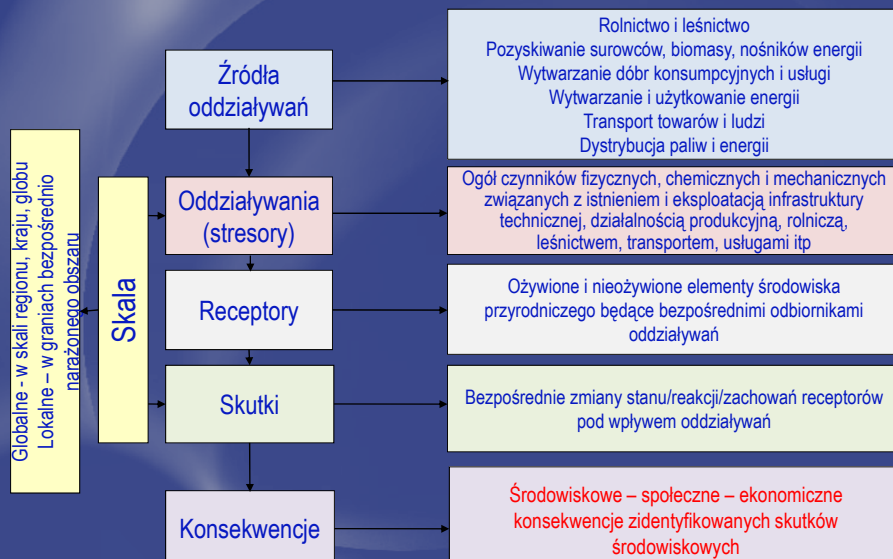 Źródła
oddziaływań
Rolnictwo i leśnictwo
Pozyskiwanie surowców, biomasy, nośników energii
Wytwarzanie dóbr konsumpcyjnych i usługi
Wytwarzanie i użytkowanie energii
Transport towarów i ludzi
Dystrybucja paliw i energii
Globalne - w skali regionu, kraju, globu
Lokalne – w graniach bezpośrednio
narażonego obszaru
Skala
Oddziaływania
(stresory)
Ogół czynników fizycznych, chemicznych i mechanicznych
związanych z istnieniem i eksploatacją infrastruktury
technicznej, działalnością produkcyjną, rolniczą,
leśnictwem, transportem, usługami itp
Receptory
Ożywione i nieożywione elementy środowiska
przyrodniczego będące bezpośrednimi odbiornikami
oddziaływań
Skutki
Bezpośrednie zmiany stanu/reakcji/zachowań receptorów
pod wpływem oddziaływań
Konsekwencje
Środowiskowe – społeczne – ekonomiczne
konsekwencje zidentyfikowanych skutków
środowiskowych